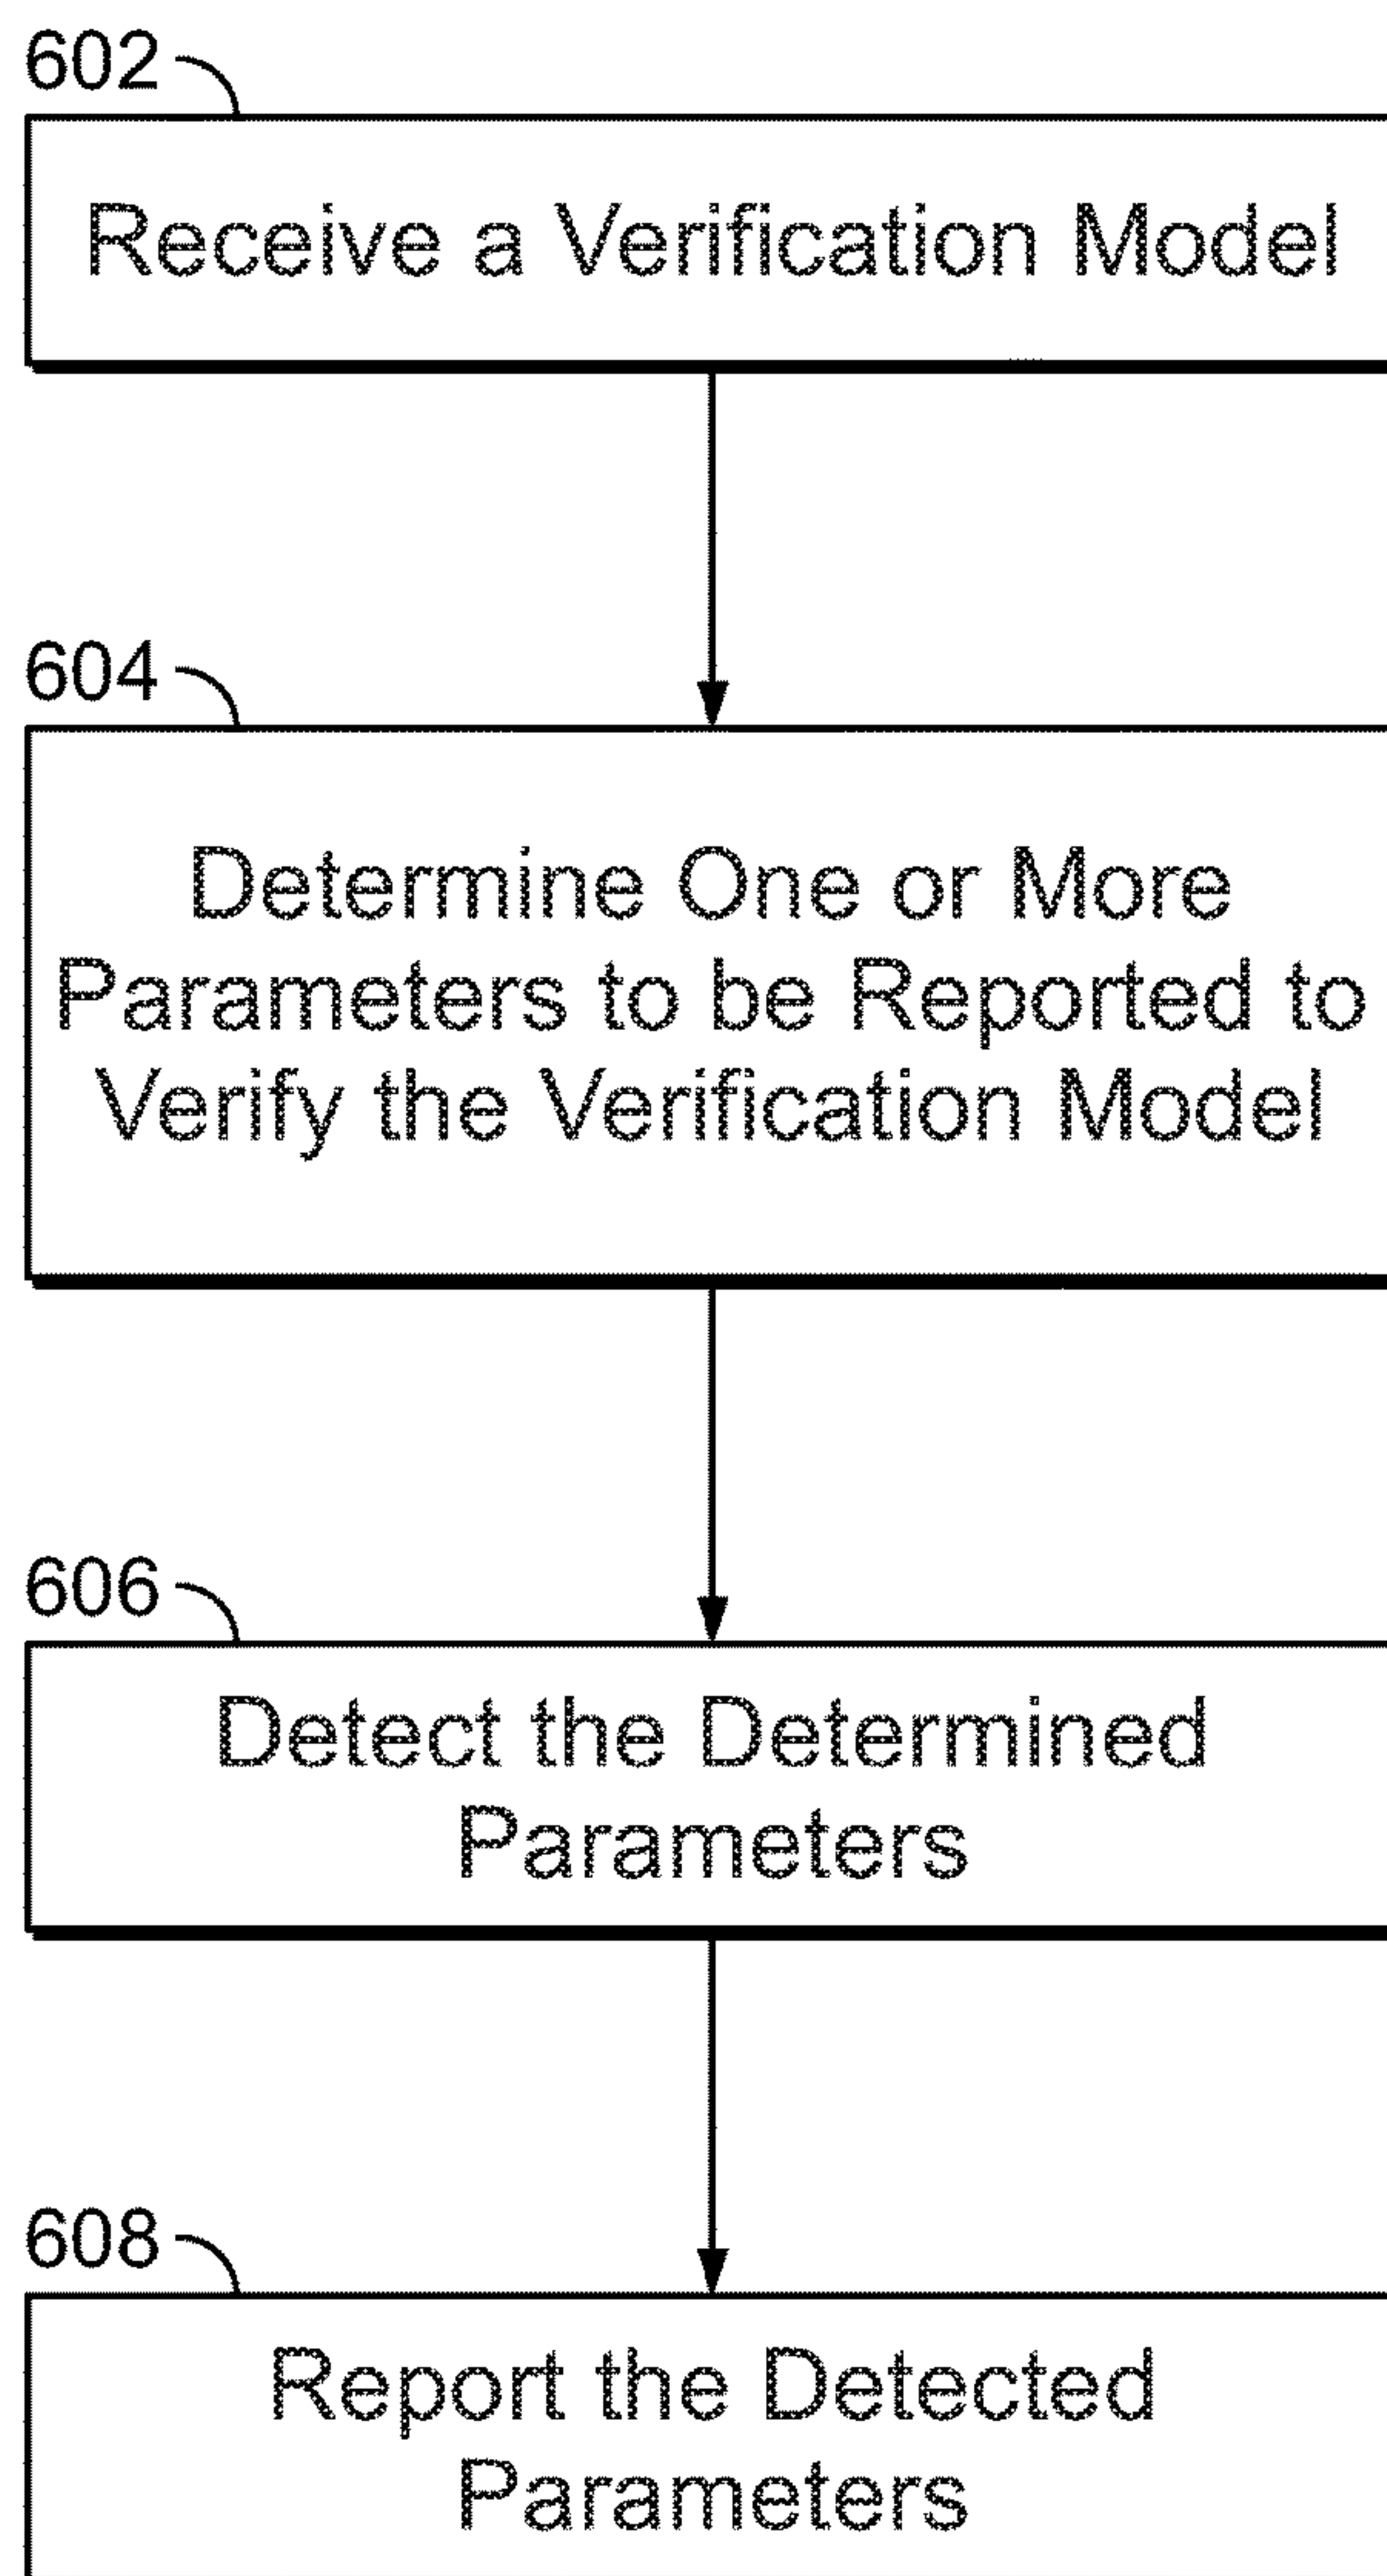 602
Receive a Verification Model
604
Determine One or More
Parameters to be Reported to
Verify the Verification Model
606
Detect the Determined
Parameters
608
Report the Detected
Parameters